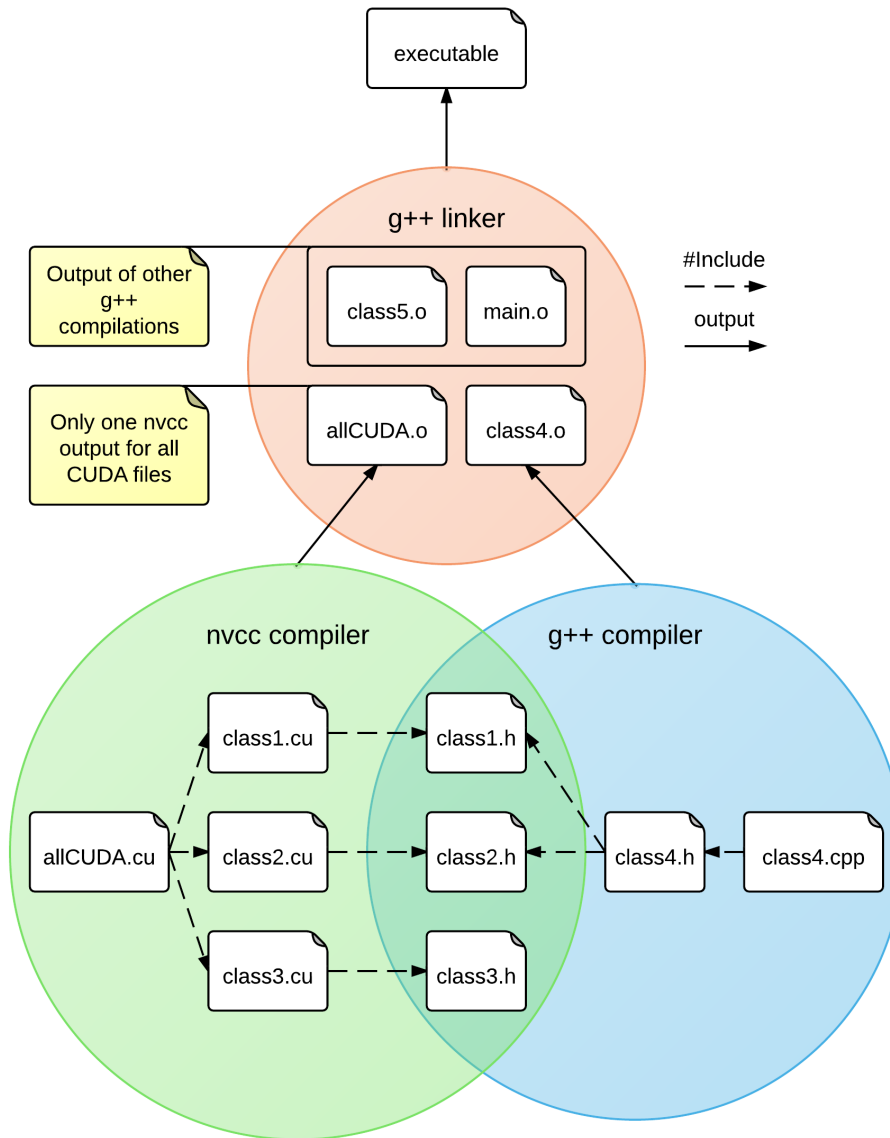 executable
g++ linker
Output of other
g++
compilations
class5.o
main.o
#Include
output
Only one nvcc
output for all
CUDA files
allCUDA.o
class4.o
nvcc compiler
g++ compiler
class1.cu
class1.h
allCUDA.cu
class2.cu
class2.h
class4.h
class4.cpp
class3.cu
class3.h